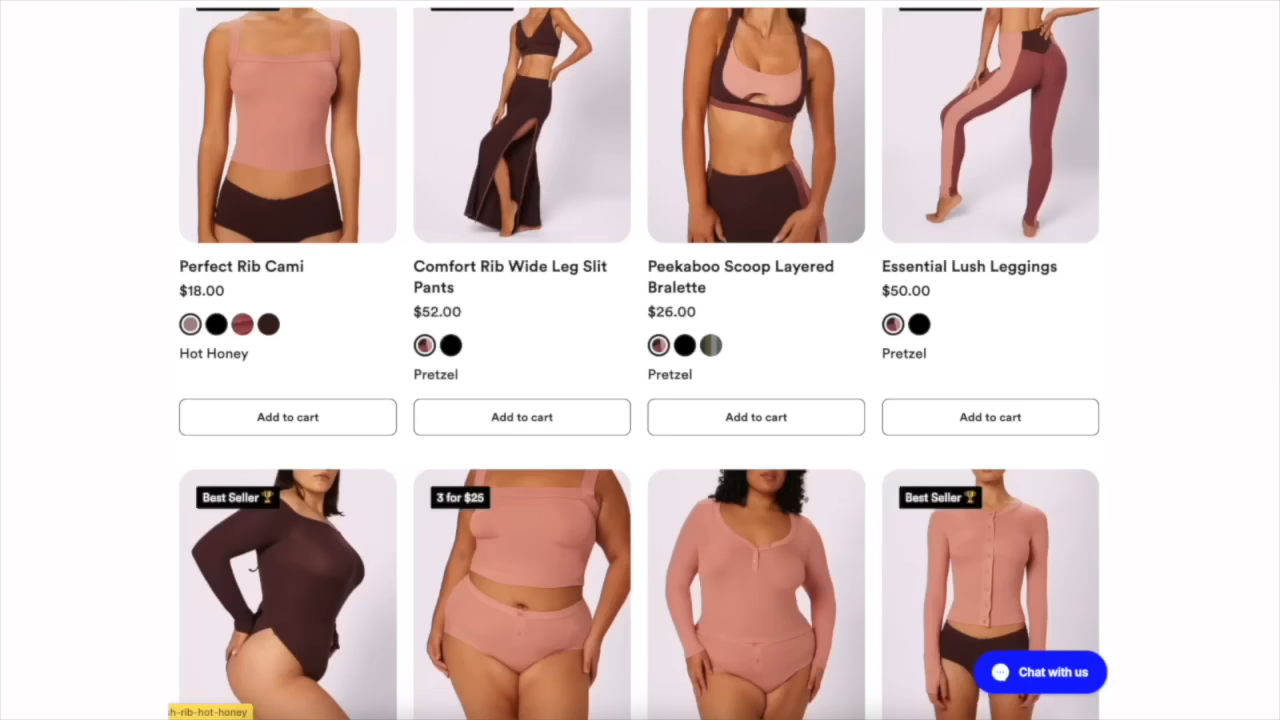 Perfect Rib Cami
$18.00
Hot Honey
Add to cart
Comfort Rib Wide Leg Slit
Pants
$52.00
Pretzel
Add to cart
Peekaboo Scoop Layered
Bralette
$26.00
Pretzel
Add to cart
Essential Lush Leggings
$50.00
Pretzel
Add to cart
Best Seller 🏆
3 for $25
Best Seller 🏆
Chat with us
h-rib-hot-honey